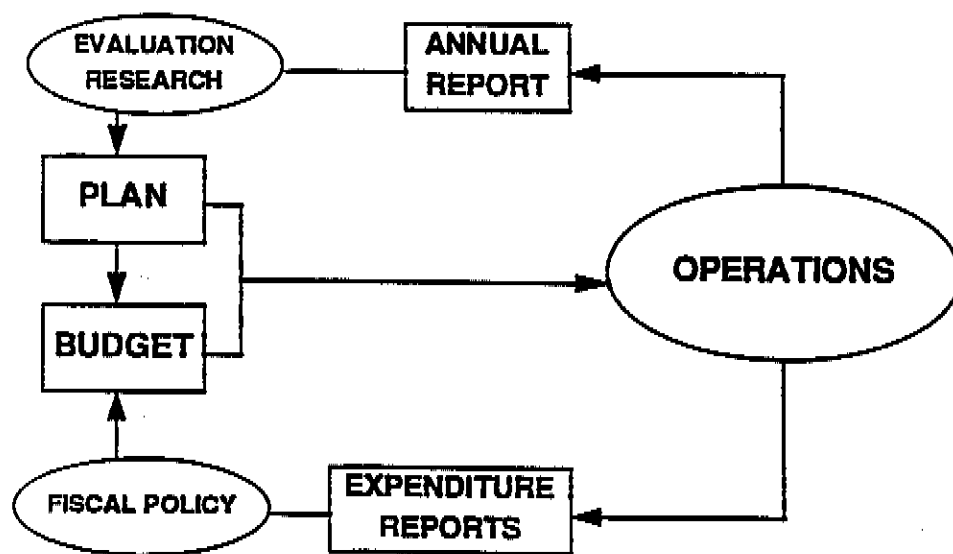 EVALUATION
RESEARCH
ANNUAL
REPORT
PLAN
OPERATIONS
BUDGET
FISCAL POLICY
EXPENDITURE
REPORTS